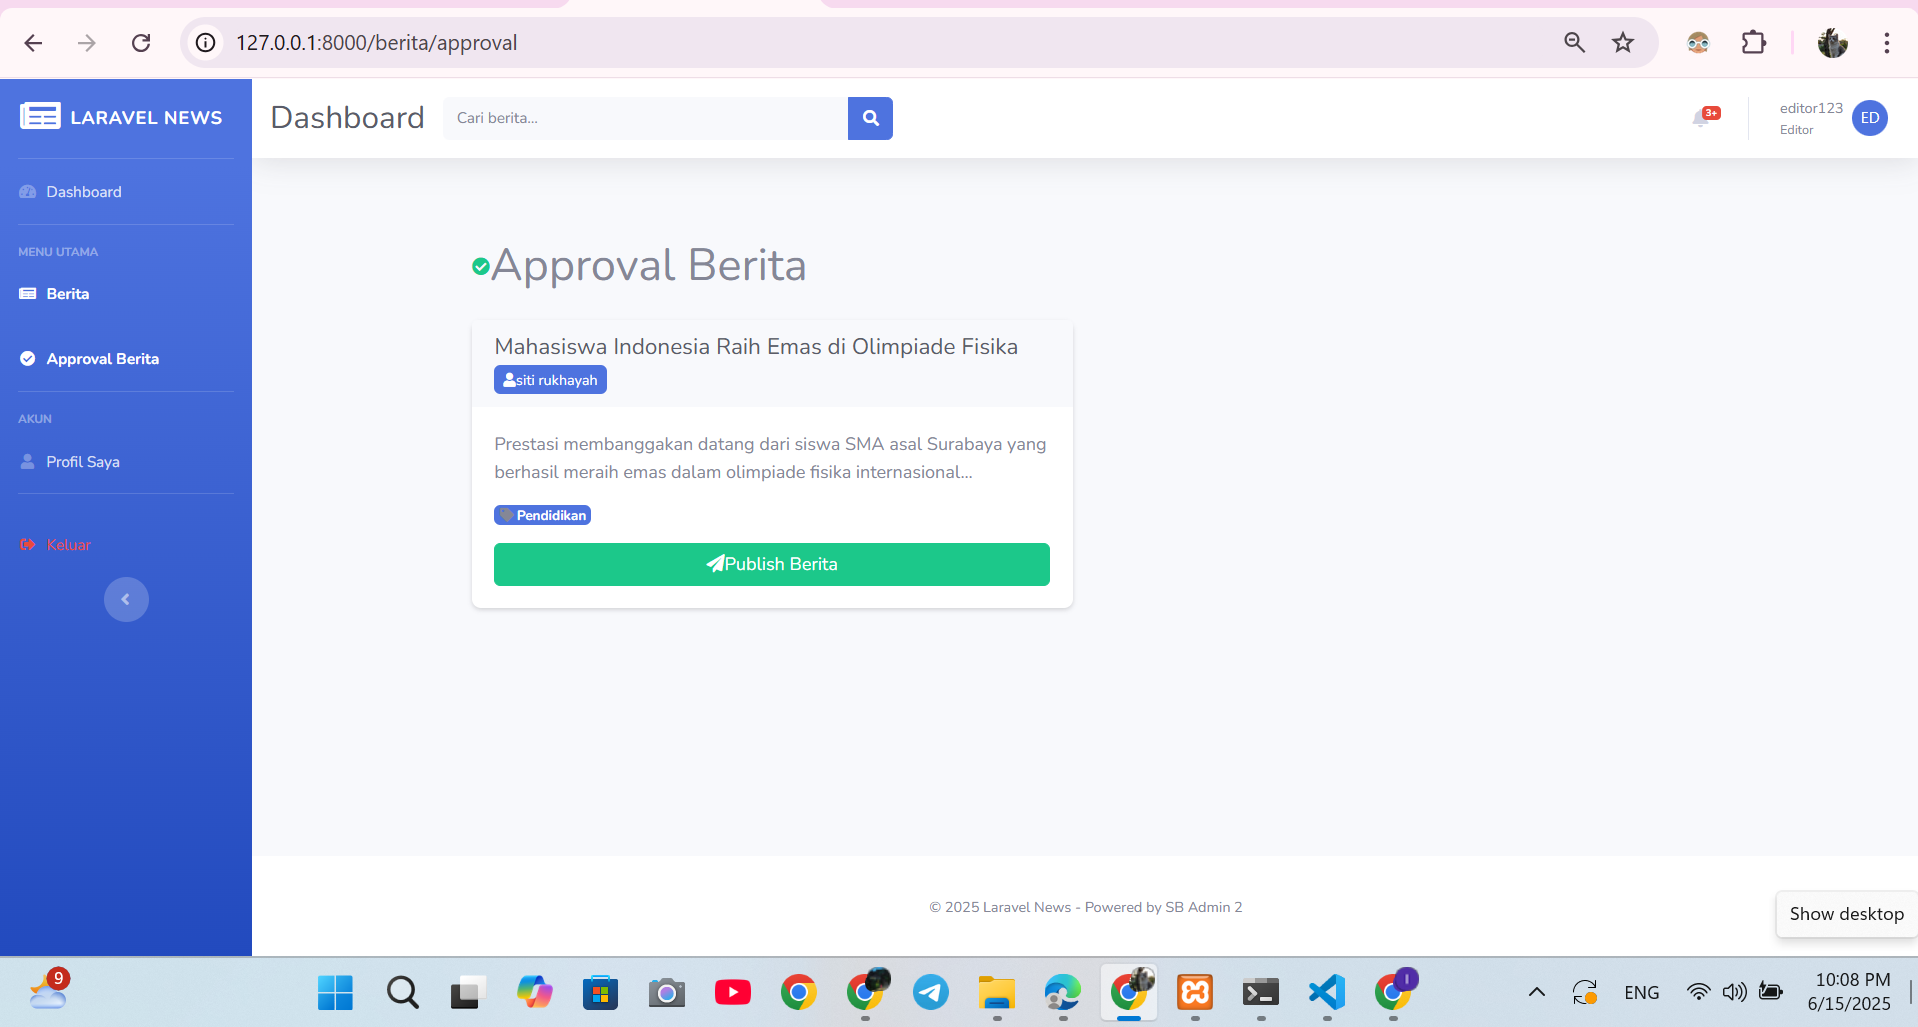 127.0.0.1:8000/berita/approval
LARAVEL NEWS
Dashboard
Cari berita...
3+
editor123
Editor
ED
Dashboard
MENU UTAMA
Berita
Approval Berita
AKUN
Profil Saya
Keluar
Approval Berita
Mahasiswa Indonesia Raih Emas di Olimpiade Fisika
siti rukhayah
Prestasi membanggakan datang dari siswa SMA asal Surabaya yang
berhasil meraih emas dalam olimpiade fisika internasional...
Pendidikan
Publish Berita
© 2025 Laravel News - Powered by SB Admin 2
Show desktop
9
I
ENG
10:08 PM
6/15/2025